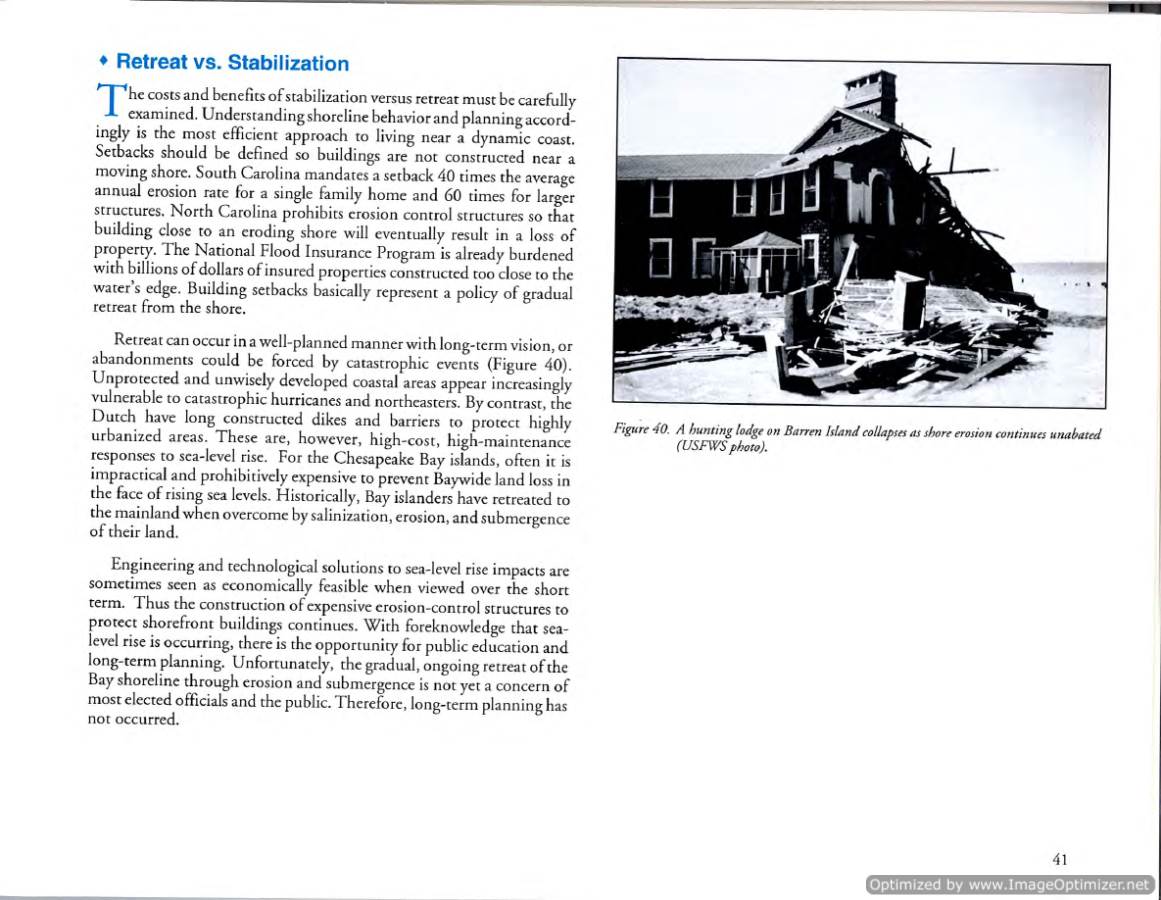 ♦ Retreat vs. Stabilization
The costs and benefits of stabilization versus retreat must be carefully
examined. Understanding shoreline behavior and planning accord-
ingly is the most efficient approach to living near a dynamic coast.
Setbacks should be defined so buildings are not constructed near a
moving shore. South Carolina mandates a setback 40 times the average
annual erosion rate for a single family home and 60 times for larger
structures. North Carolina prohibits erosion control structures so that
building close to an eroding shore will eventually result in a loss of
property. The National Flood Insurance Program is already burdened
with billions of dollars of insured properties constructed too close to the
water's edge. Building setbacks basically represent a policy of gradual
retreat from the shore.
Retreat can occur in a well-planned manner with long-term vision, or
abandonments could be forced by catastrophic events (Figure 40).
Unprotected and unwisely developed coastal areas appear increasingly
vulnerable to catastrophic hurricanes and northeasters. By contrast, the
Dutch have long constructed dikes and barriers to protect highly
urbanized areas. These are, however, high-cost, high-maintenance
responses to sea-level rise. For the Chesapeake Bay islands, often it is
impractical and prohibitively expensive to prevent Baywide land loss in
the face of rising sea levels. Historically, Bay islanders have retreated to
the mainland when overcome by salinization, erosion, and submergence
of their land.
Engineering and technological solutions to sea-level rise impacts are
sometimes seen as economically feasible when viewed over the short
term. Thus the construction of expensive erosion-control structures to
protect shorefront buildings continues. With foreknowledge that sea-
level rise is occurring, there is the opportunity for public education and
long-term planning. Unfortunately, the gradual, ongoing retreat of the
Bay shoreline through erosion and submergence is not yet a concern of
most elected officials and the public. Therefore, long-term planning has
not occurred.
Figure 40. A hunting lodge on Barren Island collapses as shore erosion continues unabated
(USFWS photo).
41
Optimized by www.ImageOptimizer.net